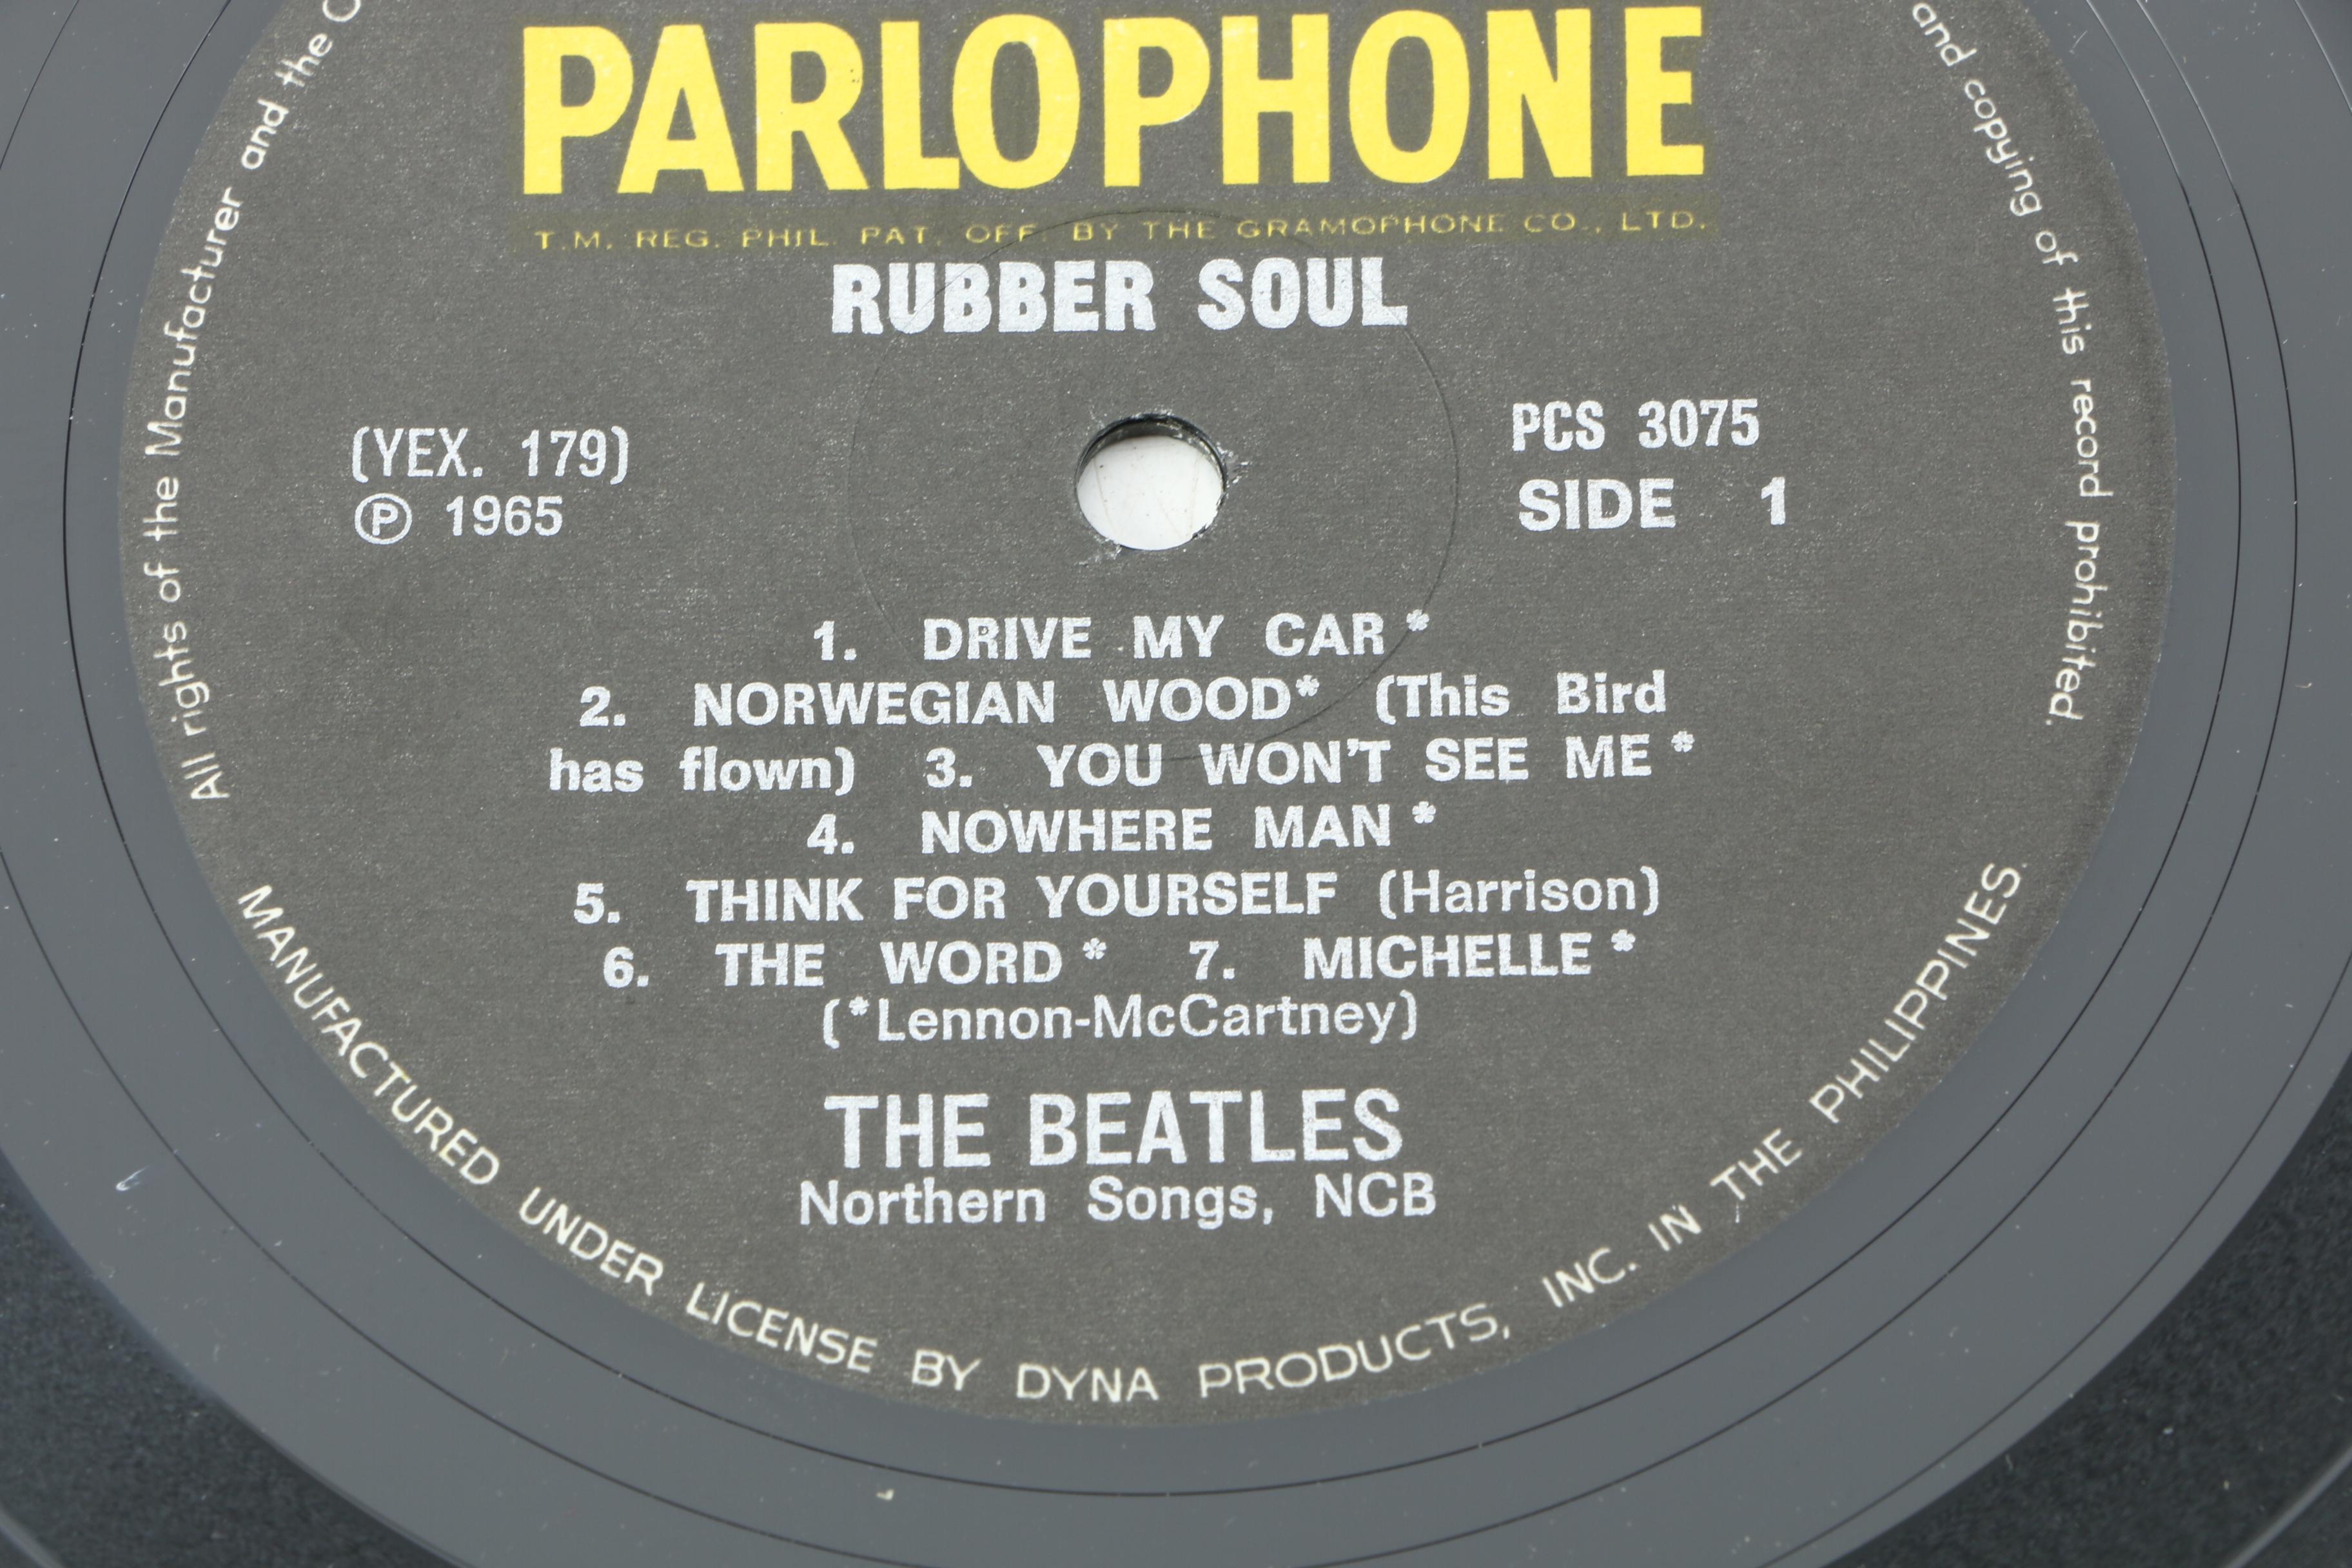 PARLOPHONE
T.M. REG. PHIL. PAT. OFF. BY THE GRAMOPHONE CO., LTD.
RUBBER SOUL
(YEX. 179)
℗ 1965
PCS 3075
SIDE 1
1. DRIVE MY CAR*
2. NORWEGIAN WOOD* (This Bird
has flown) 3. YOU WON'T SEE ME*
4. NOWHERE MAN*
5. THINK FOR YOURSELF (Harrison)
6. THE WORD* 7. MICHELLE*
(*Lennon-McCartney)
THE BEATLES
Northern Songs, NCB
All rights of the Manufacturer and the
and copying of this record prohibited.
MANUFACTURED UNDER LICENSE BY DYNA PRODUCTS, INC. IN THE PHILIPPINES